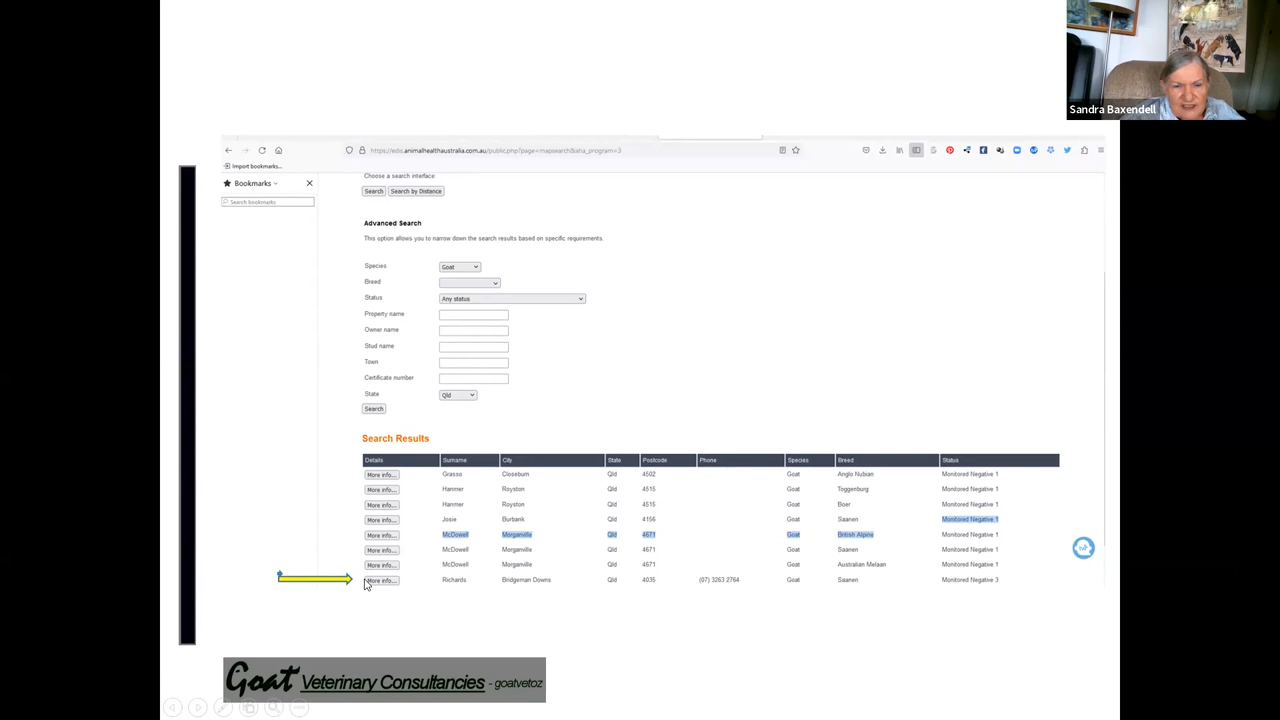 Sandra Baxendell
https://edis.animalhealthaustralia.com.au/public.php?page=mapsearch&aha_program=3
Import bookmarks...
Bookmarks
Search bookmarks
Choose a search interface:
Search Search by Distance
Advanced Search
This option allows you to narrow down the search results based on specific requirements.
Species Goat
Breed
Status Any status
Property name
Owner name
Stud name
Town
Certificate number
State Qld
Search
Search Results
Details Surname City State Postcode Phone Species Breed Status
More info... Grasso Closeburn Qld 4502 Goat Anglo Nubian Monitored Negative 1
More info... Hanmer Royston Qld 4515 Goat Toggenburg Monitored Negative 1
More info... Hanmer Royston Qld 4515 Goat Boer Monitored Negative 1
More info... Josie Burbank Qld 4156 Goat Saanen Monitored Negative 1
More info... McDowell Morganville Qld 4671 Goat British Alpine Monitored Negative 1
More info... McDowell Morganville Qld 4671 Goat Saanen Monitored Negative 1
More info... McDowell Morganville Qld 4671 Goat Australian Melaan Monitored Negative 1
More info... Richards Bridgeman Downs Qld 4035 (07) 3263 2764 Goat Saanen Monitored Negative 3
Goat Veterinary Consultancies - goatvetoz